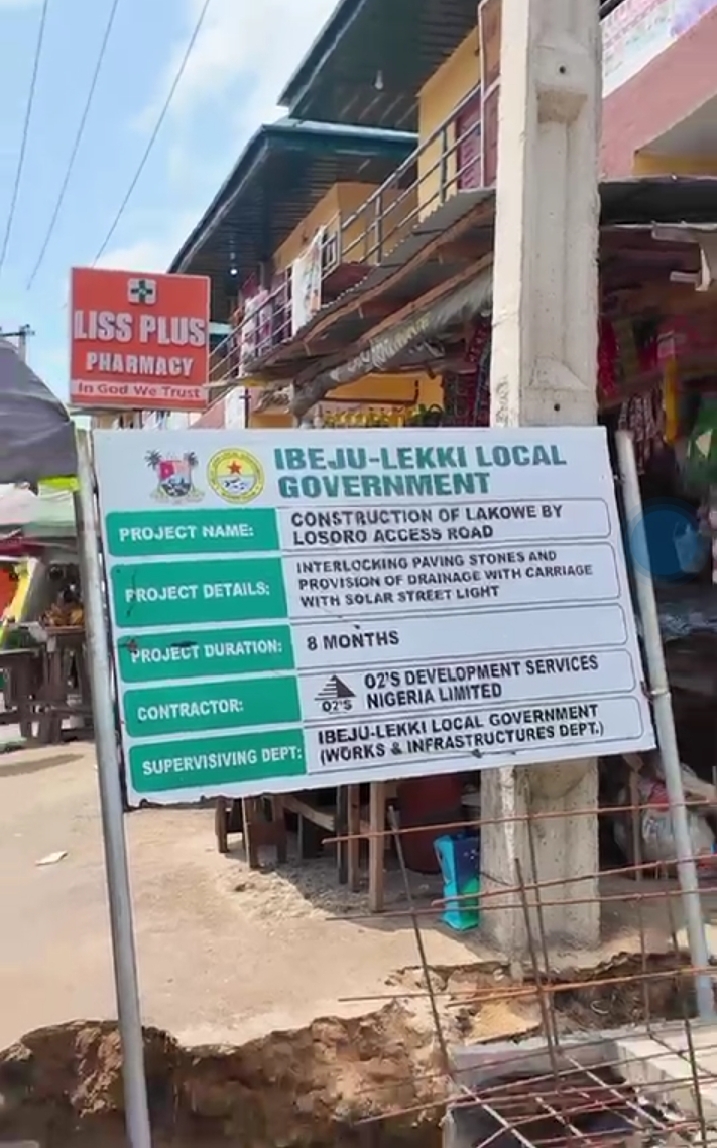 LISS PLUS
PHARMACY
In God We Trust
IBEJU-LEKKI LOCAL
GOVERNMENT
PROJECT NAME:
CONSTRUCTION OF LAKOWE BY
LOSORO ACCESS ROAD
PROJECT DETAILS:
INTERLOCKING PAVING STONES AND
PROVISION OF DRAINAGE WITH CARRIAGE
WITH SOLAR STREET LIGHT
PROJECT DURATION:
8 MONTHS
CONTRACTOR:
O2'S
O2'S DEVELOPMENT SERVICES
NIGERIA LIMITED
SUPERVISIVING DEPT:
IBEJU-LEKKI LOCAL GOVERNMENT
(WORKS & INFRASTRUCTURES DEPT.)